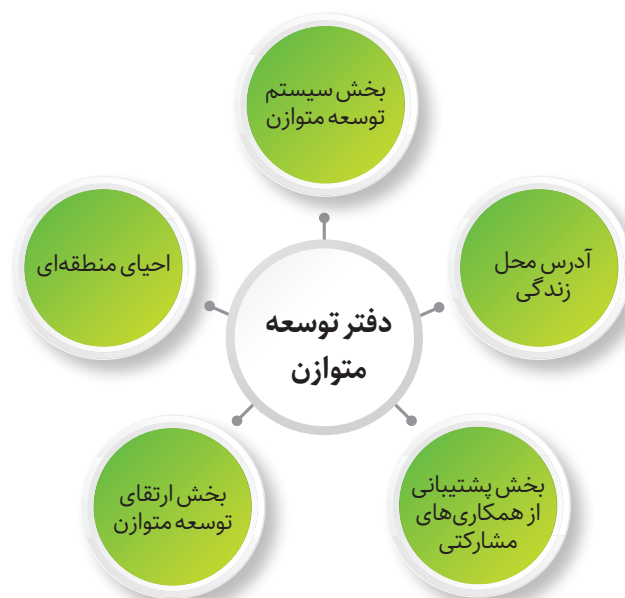 بخش سیستم
توسعه متوازن
آدرس محل
زندگی
احیای منطقه‌ای
دفتر توسعه
متوازن
بخش پشتیبانی
از همکاری‌های
مشارکتی
بخش ارتقای
توسعه متوازن